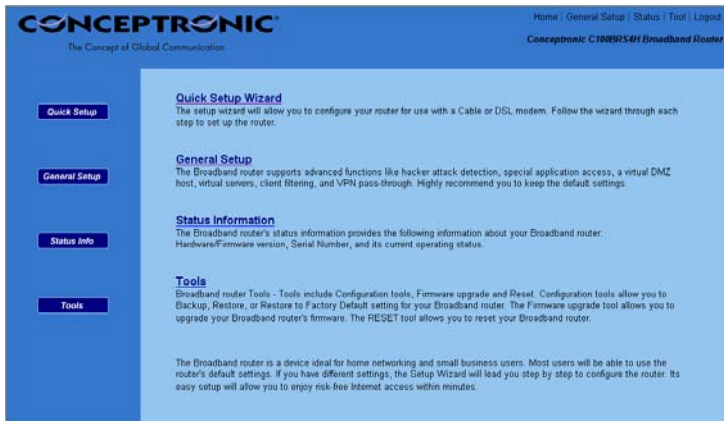 CONCEPTRONIC
The Concept of Global Communication
Home | General Setup | Status | Tool | Logout
Conceptronic C100BRS4H Broadband Router
Quick Setup
Quick Setup Wizard
The setup wizard will allow you to configure your router for use with a Cable or DSL modem. Follow the wizard through each
step to set up the router.
General Setup
General Setup
The Broadband router supports advanced functions like hacker attack detection, special application access, a virtual DMZ
host, virtual servers, client filtering, and VPN pass-through. Highly recommend you to keep the default settings.
Status Info
Status Information
The Broadband router's status information provides the following information about your Broadband router:
Hardware/Firmware version, Serial Number, and its current operating status.
Tools
Tools
Broadband router Tools - Tools include Configuration tools, Firmware upgrade and Reset. Configuration tools allow you to
Backup, Restore, or Restore to Factory Default setting for your Broadband router. The Firmware upgrade tool allows you to
upgrade your Broadband router's firmware. The RESET tool allows you to reset your Broadband router.
The Broadband router is a device ideal for home networking and small business users. Most users will be able to use the
router's default settings. If you have different settings, the Setup Wizard will lead you step by step to configure the router. Its
easy setup will allow you to enjoy risk-free Internet access within minutes.